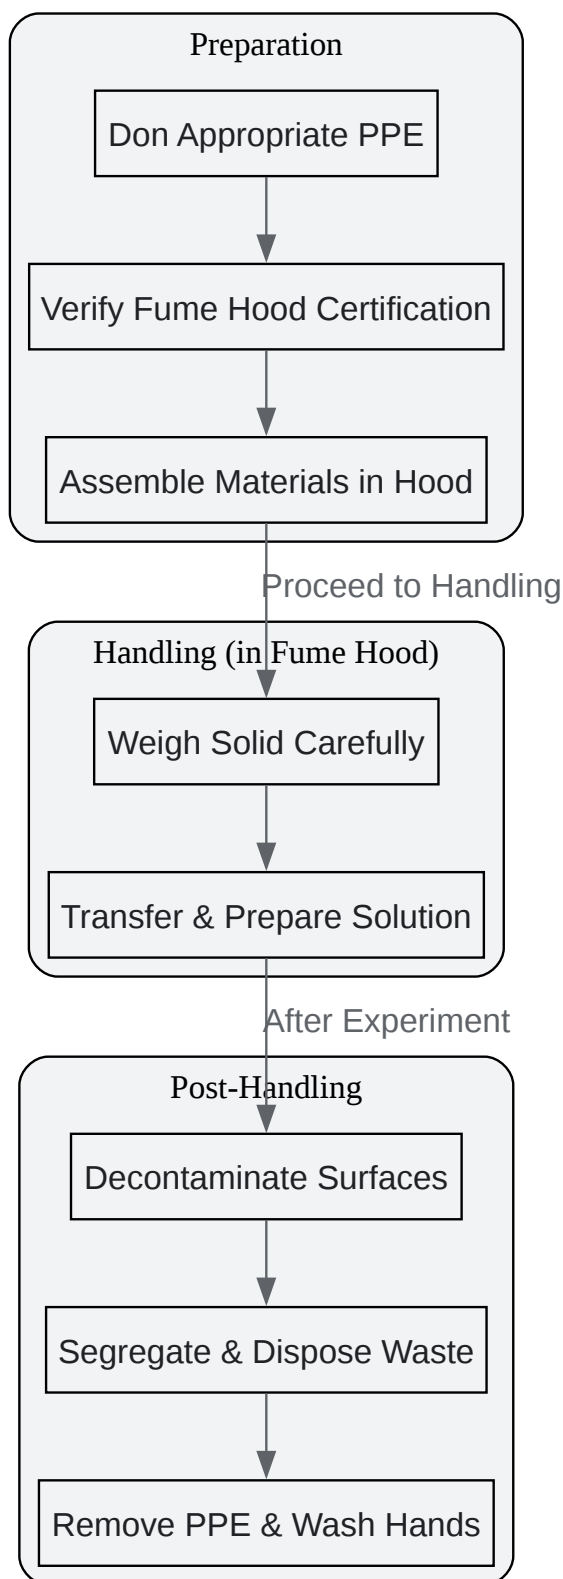 Preparation
Don Appropriate PPE
Verify Fume Hood Certification
Assemble Materials in Hood
Proceed to Handling
Handling (in Fume Hood)
Weigh Solid Carefully
Transfer & Prepare Solution
After Experiment
Post-Handling
Decontaminate Surfaces
Segregate & Dispose Waste
Remove PPE & Wash Hands